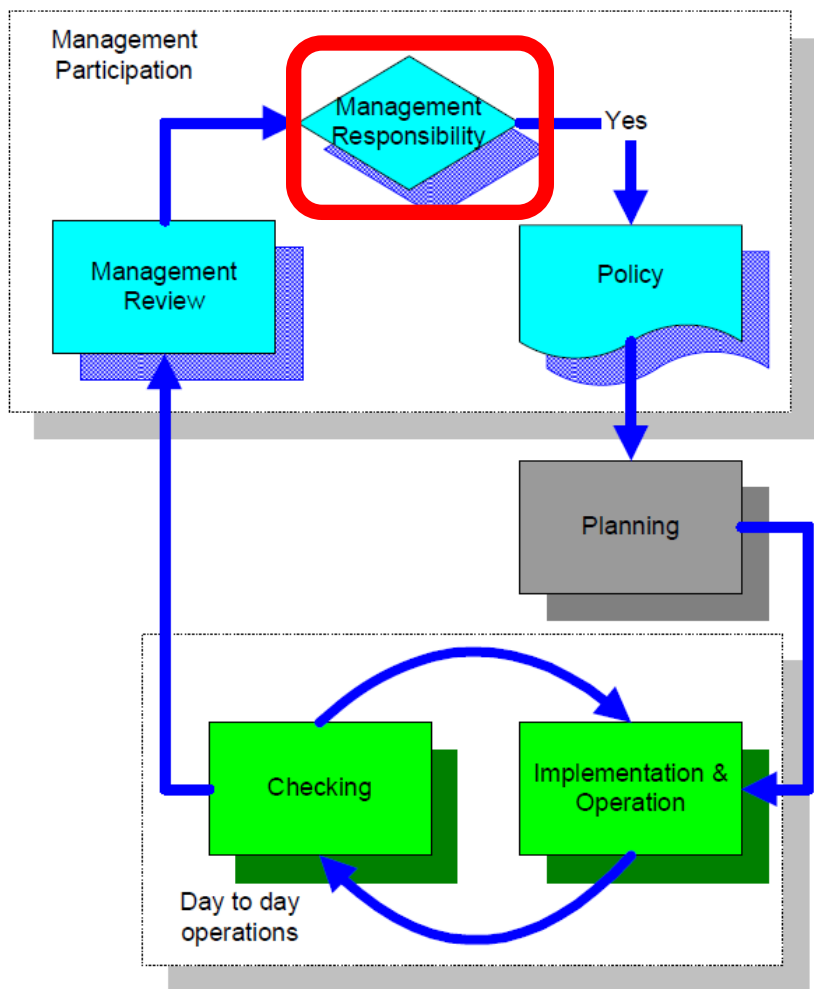 Management
Participation
Management
Responsibility
Yes
Management
Review
Policy
Planning
Checking
Implementation &
Operation
Day to day
operations